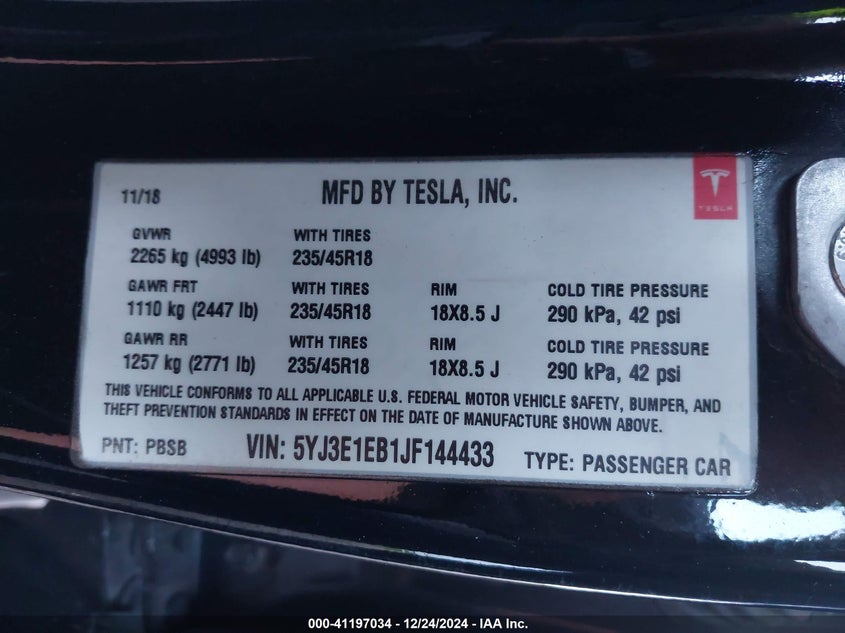 11/18 MFD BY TESLA, INC.
TESLA
GVWR WITH TIRES
2265 kg (4993 lb) 235/45R18
GAWR FRT WITH TIRES RIM COLD TIRE PRESSURE
1110 kg (2447 lb) 235/45R18 18X8.5 J 290 kPa, 42 psi
GAWR RR WITH TIRES RIM COLD TIRE PRESSURE
1257 kg (2771 lb) 235/45R18 18X8.5 J 290 kPa, 42 psi
THIS VEHICLE CONFORMS TO ALL APPLICABLE U.S. FEDERAL MOTOR VEHICLE SAFETY, BUMPER, AND
THEFT PREVENTION STANDARDS IN EFFECT ON THE DATE OF MANUFACTURE SHOWN ABOVE.
PNT: PBSB VIN: 5YJ3E1EB1JF144433 TYPE: PASSENGER CAR
000-41197034 - 12/24/2024 - IAA Inc.